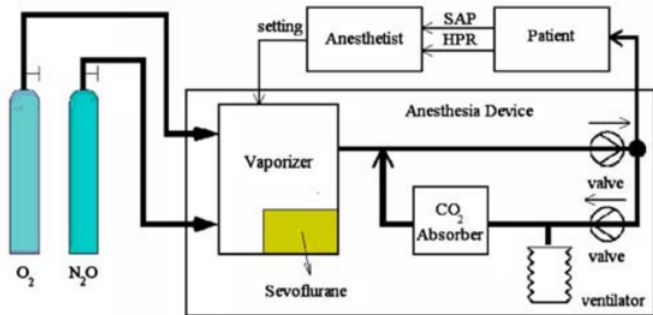 setting
Anesthetist
SAP
HPR
Patient
Anesthesia Device
Vaporizer
valve
CO2
Absorber
valve
O2
N2O
Sevoflurane
ventilator